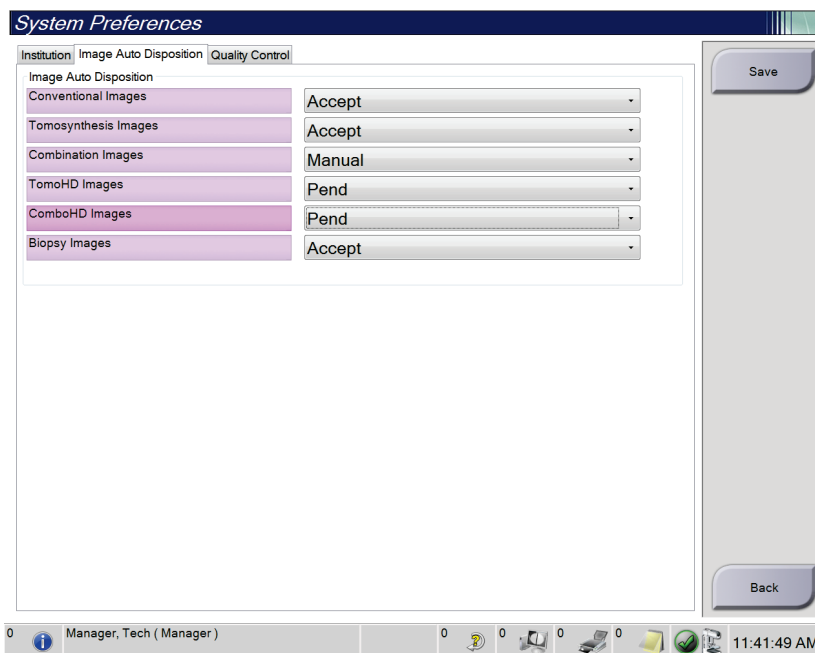 System Preferences
Institution Image Auto Disposition Quality Control
Save
Image Auto Disposition
Conventional Images Accept
Tomosynthesis Images Accept
Combination Images Manual
TomoHD Images Pend
ComboHD Images Pend
Biopsy Images Accept
Back
0 Manager, Tech ( Manager ) 0 0 0 0 11:41:49 AM